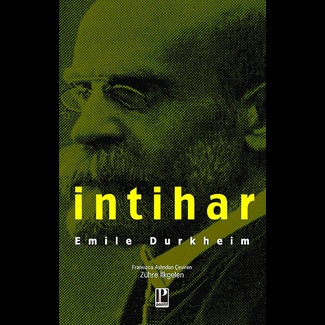 intihar
Emile Durkheim
Fransızca Aslından Çeviren
Zühre İlkgelen
P